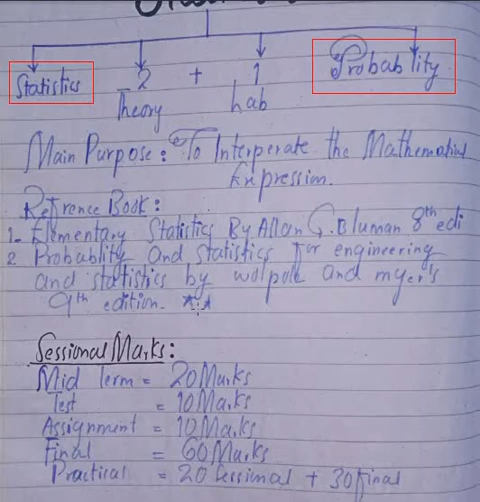 Statistics 2 + 1 Probability
Theory Lab
Main Purpose: To Interperate the Mathematical
Expression.
Refrence Book:
1- Elementary Statistics By Allan G. Bluman 8th edi
2 Probablity and statistics for engineering
and statistics by wolpole and myer's
9th edition. **
Sessional Marks:
Mid Term = 20 Marks
Test = 10 Marks
Assignment = 10 Marks
Final = 60 Marks
Practical = 20 Sessional + 30 final